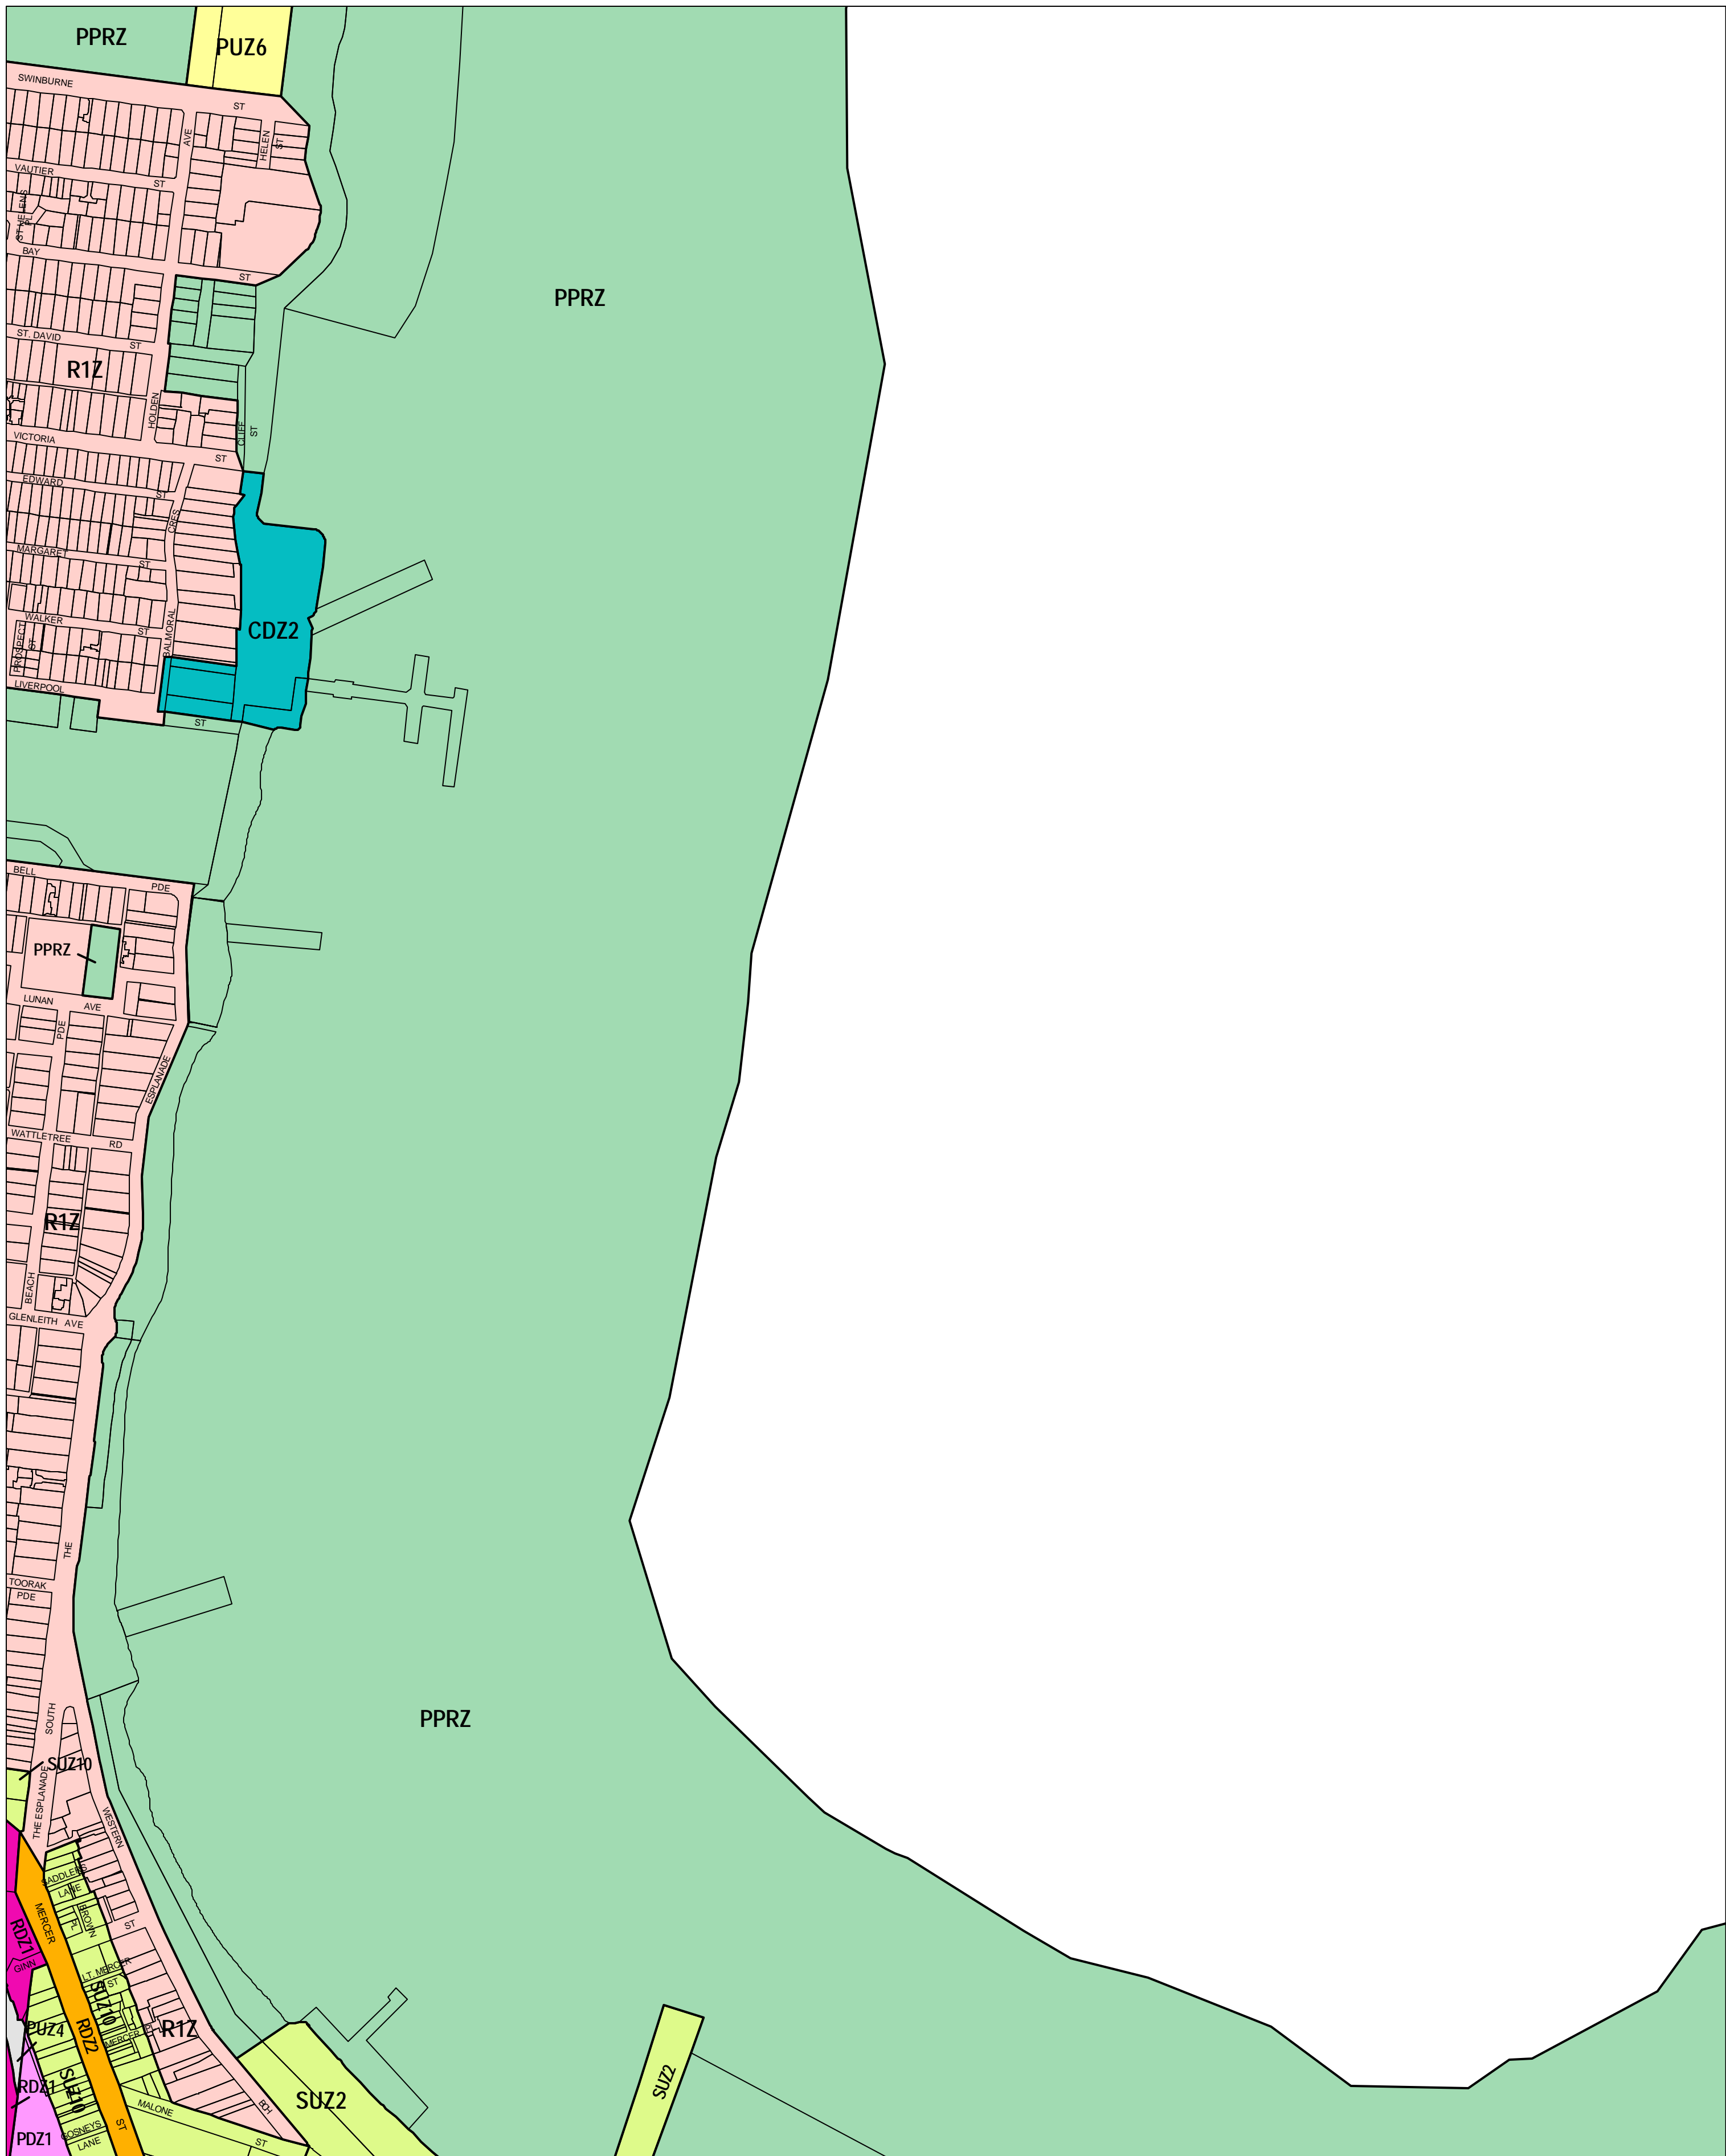 PPRZ
PUZ6
SWINBURNE
ST
AVE
HELEN
ST
VAUTIER
ST
ST HELENS
PL
BAY
ST
PPRZ
ST. DAVID
ST
R1Z
HOLDEN
CLIFF
ST
VICTORIA
ST
EDWARD
ST
CRES
MARGARET
ST
WALKER
ST
BALMORAL
CDZ2
PROSPECT
ST
LIVERPOOL
ST
BELL
PDE
PPRZ
LUNAN
AVE
PDE
ESPLANADE
WATTLETREE
RD
R1Z
BEACH
GLENLEITH AVE
THE
TOORAK
PDE
SOUTH
PPRZ
SUZ10
THE ESPLANADE
WESTERN
SADDLERS
LANE
BROWN
PL
MERCER
ST
RDZ1
GINN
LT. MERCER
ST
SUZ10
PUZ4
RDZ2
MERCER
PL
R1Z
RDZ1
SUZ10
SUZ2
SUZ2
MALONE
ST
BCH
GOSNEYS
LANE
ST
PDZ1